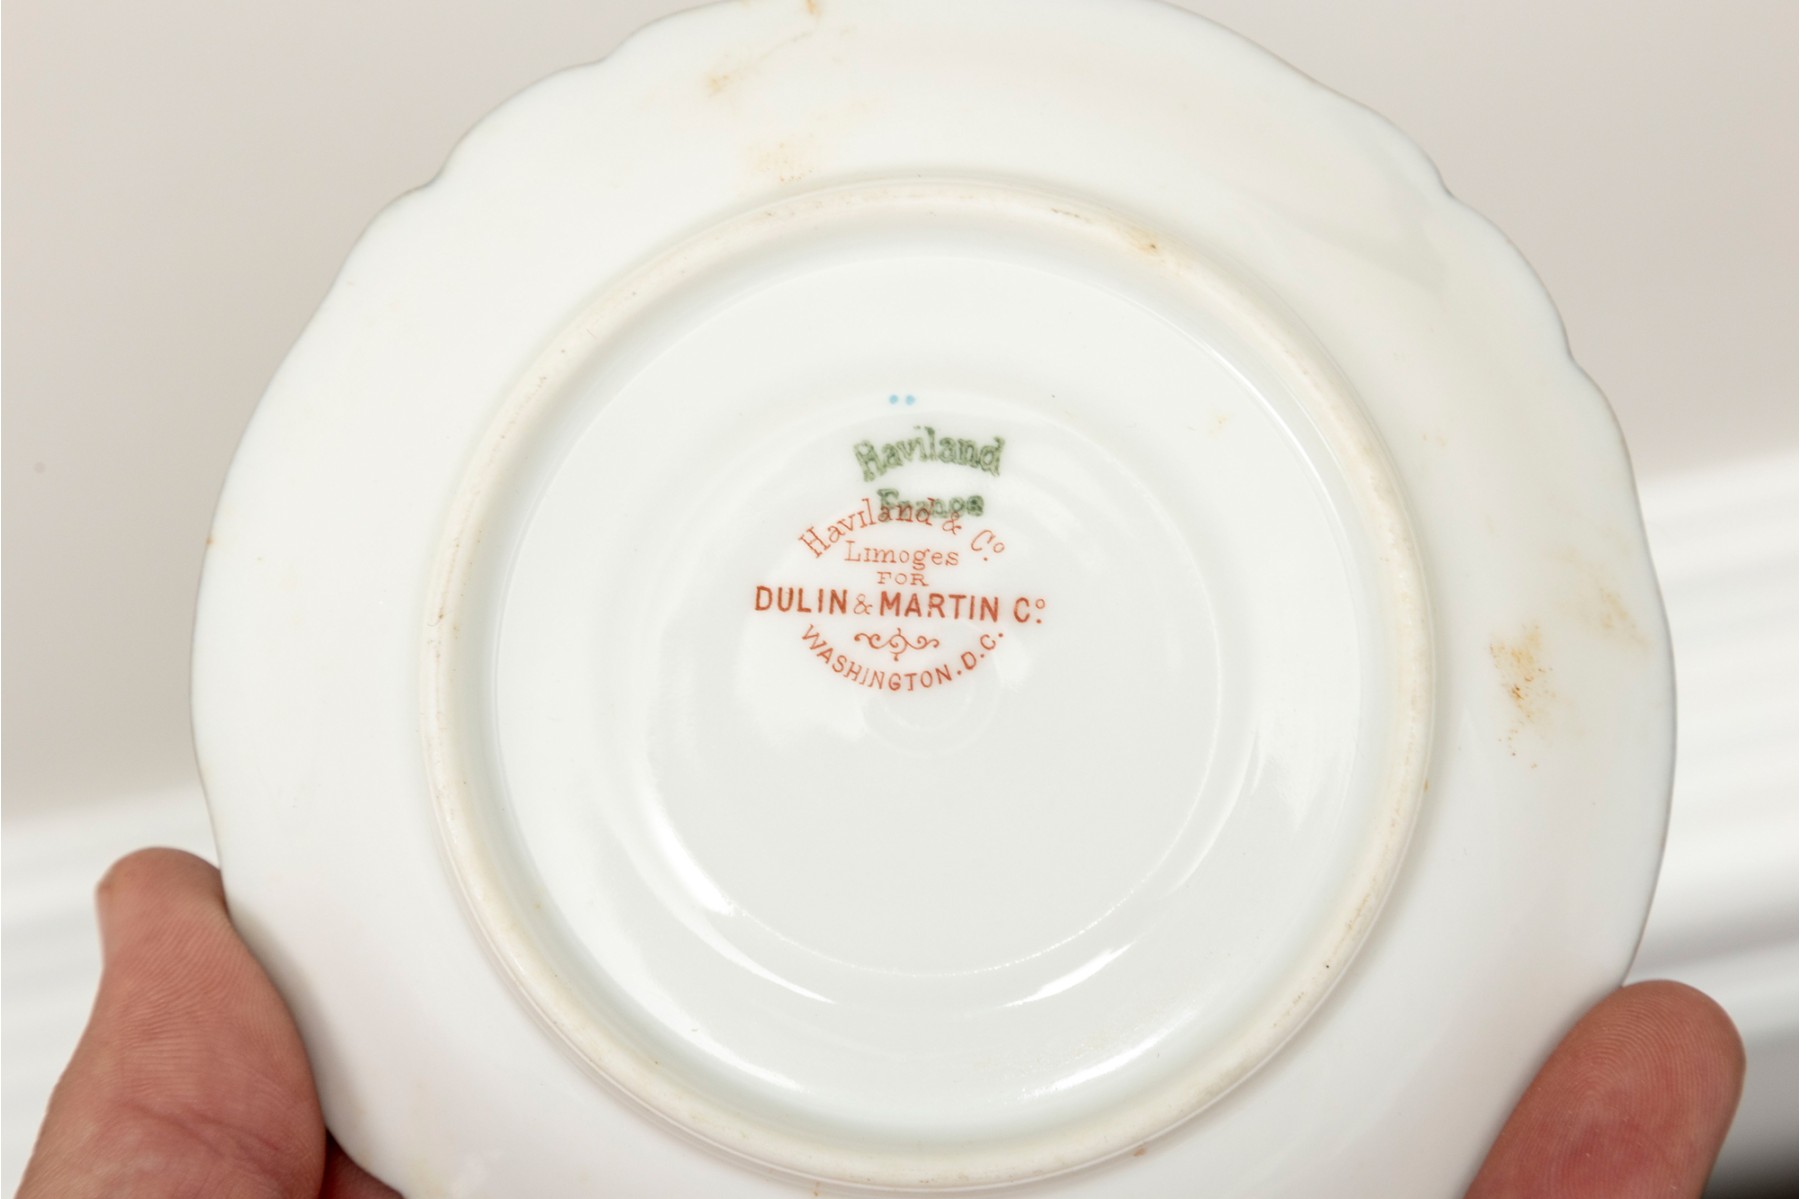 Haviland
France
Haviland & Co.
Limoges
FOR
DULIN & MARTIN Co.
WASHINGTON. D.C.